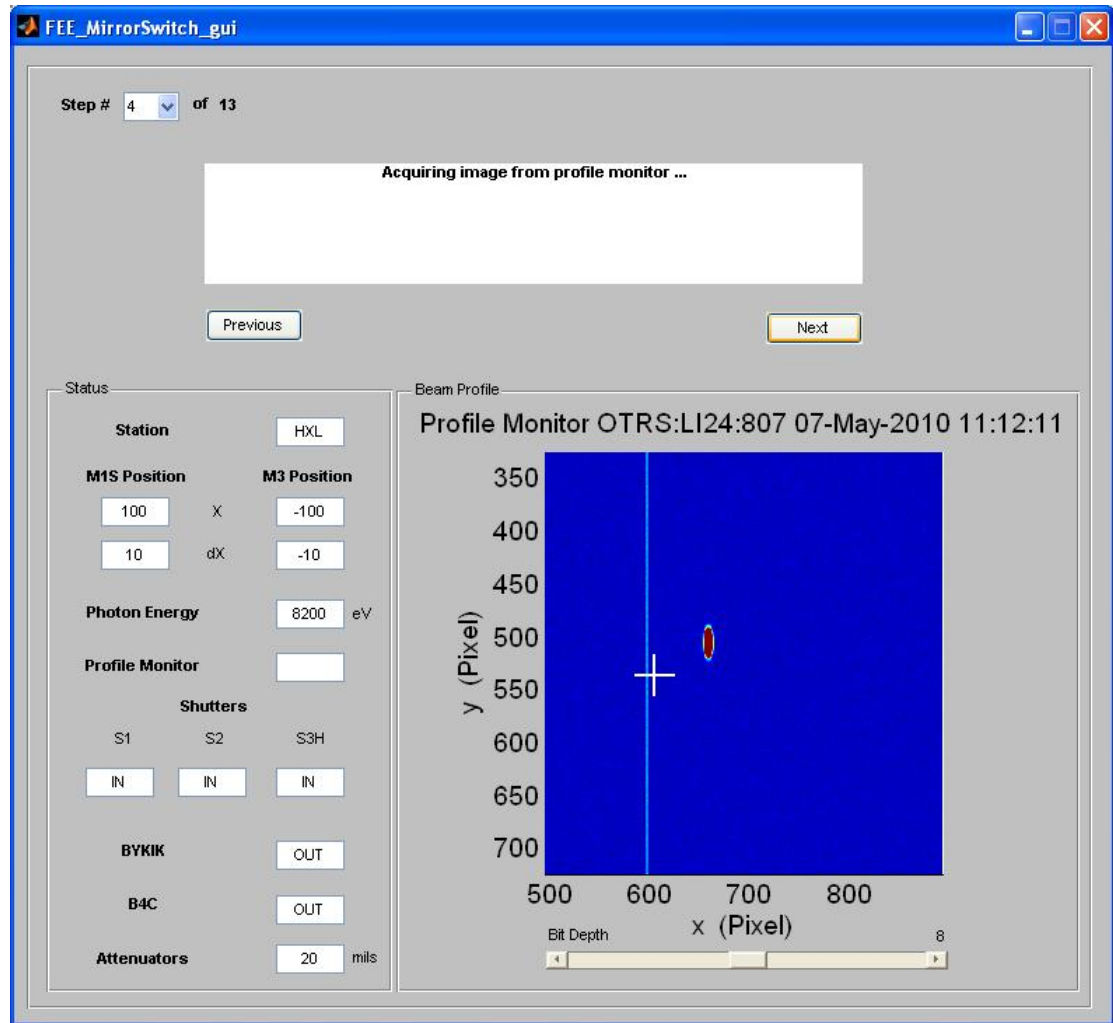 FEE_MirrorSwitch_gui
Step # 4 of 13
Acquiring image from profile monitor ...
Previous
Next
Status
Station HXL
M1S Position M3 Position
100 X -100
10 dX -10
Photon Energy 8200 eV
Profile Monitor
Shutters
S1 S2 S3H
IN IN IN
BYKIK OUT
B4C OUT
Attenuators 20 mils
Beam Profile
Profile Monitor OTRS:LI24:807 07-May-2010 11:12:11
350
400
450
500
550
600
650
700
y (Pixel)
500 600 700 800
x (Pixel)
Bit Depth 8